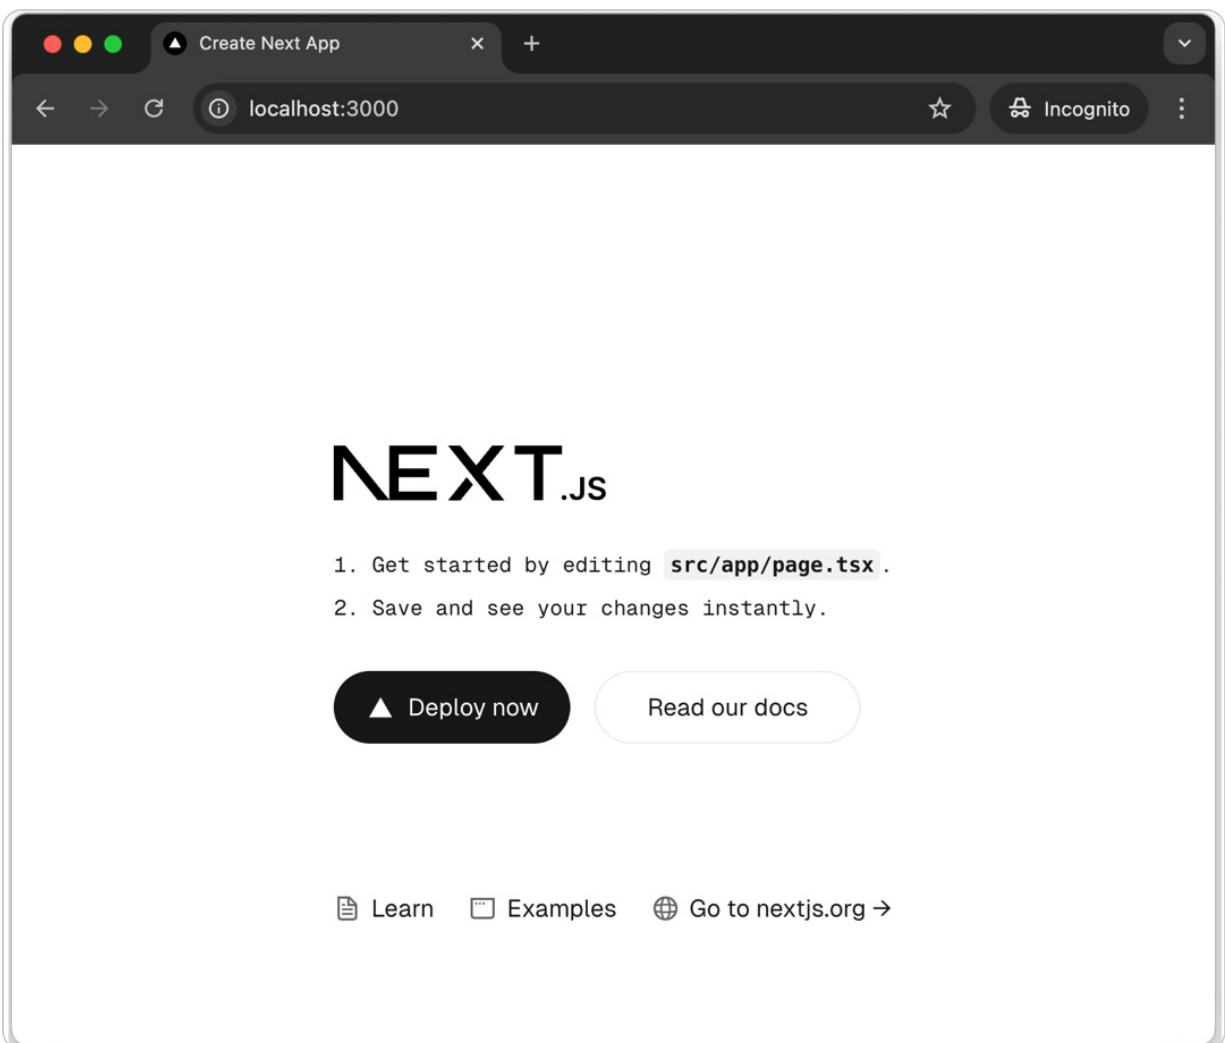 Create Next App
localhost:3000
Incognito
NEXT.JS
1. Get started by editing src/app/page.tsx.
2. Save and see your changes instantly.
Deploy now
Read our docs
Learn
Examples
Go to nextjs.org →